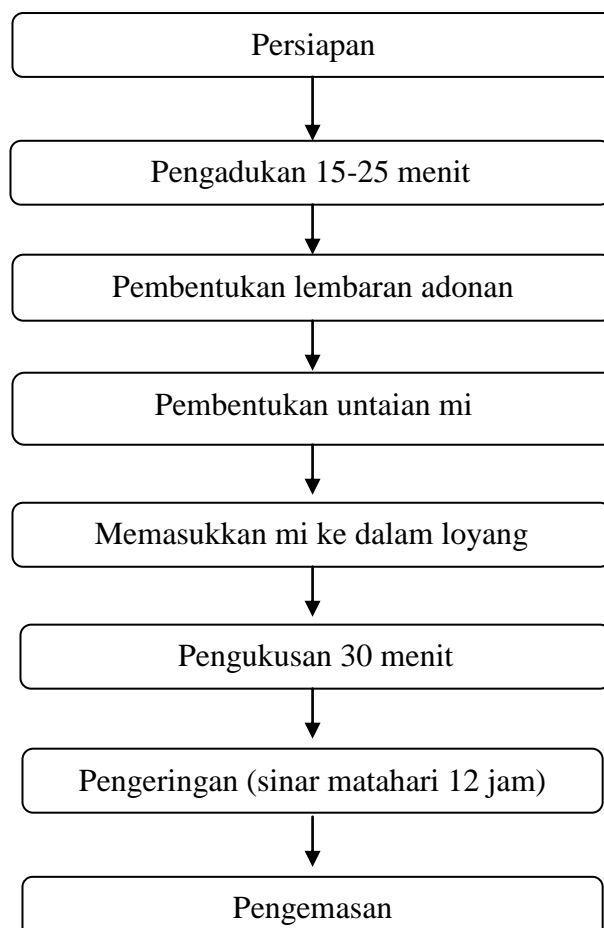 Persiapan
Pengadukan 15-25 menit
Pembentukan lembaran adonan
Pembentukan untaian mi
Memasukkan mi ke dalam loyang
Pengukusan 30 menit
Pengeringan (sinar matahari 12 jam)
Pengemasan